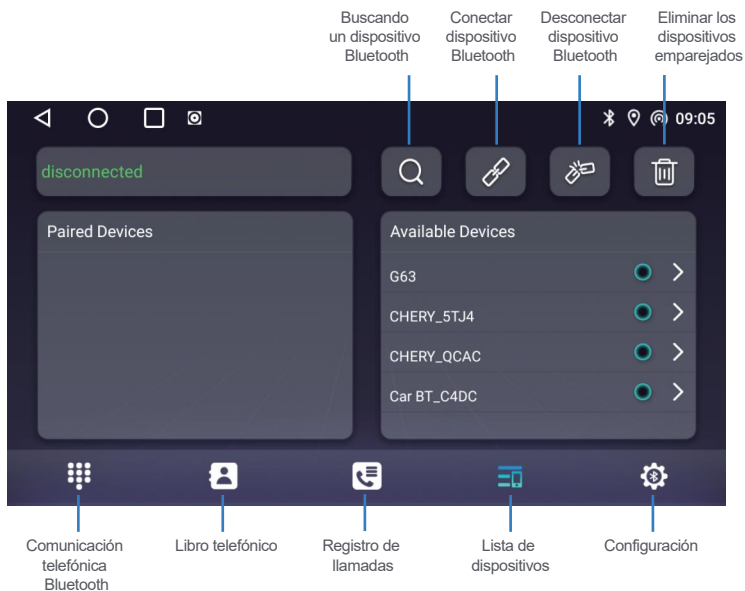 Buscando
un dispositivo
Bluetooth
Conectar
dispositivo
Bluetooth
Desconectar
dispositivo
Bluetooth
Eliminar los
dispositivos
emparejados
09:05
disconnected
Paired Devices
Available Devices
G63
CHERY_5TJ4
CHERY_QCAC
Car BT_C4DC
Comunicación
telefónica
Bluetooth
Libro telefónico
Registro de
llamadas
Lista de
dispositivos
Configuración